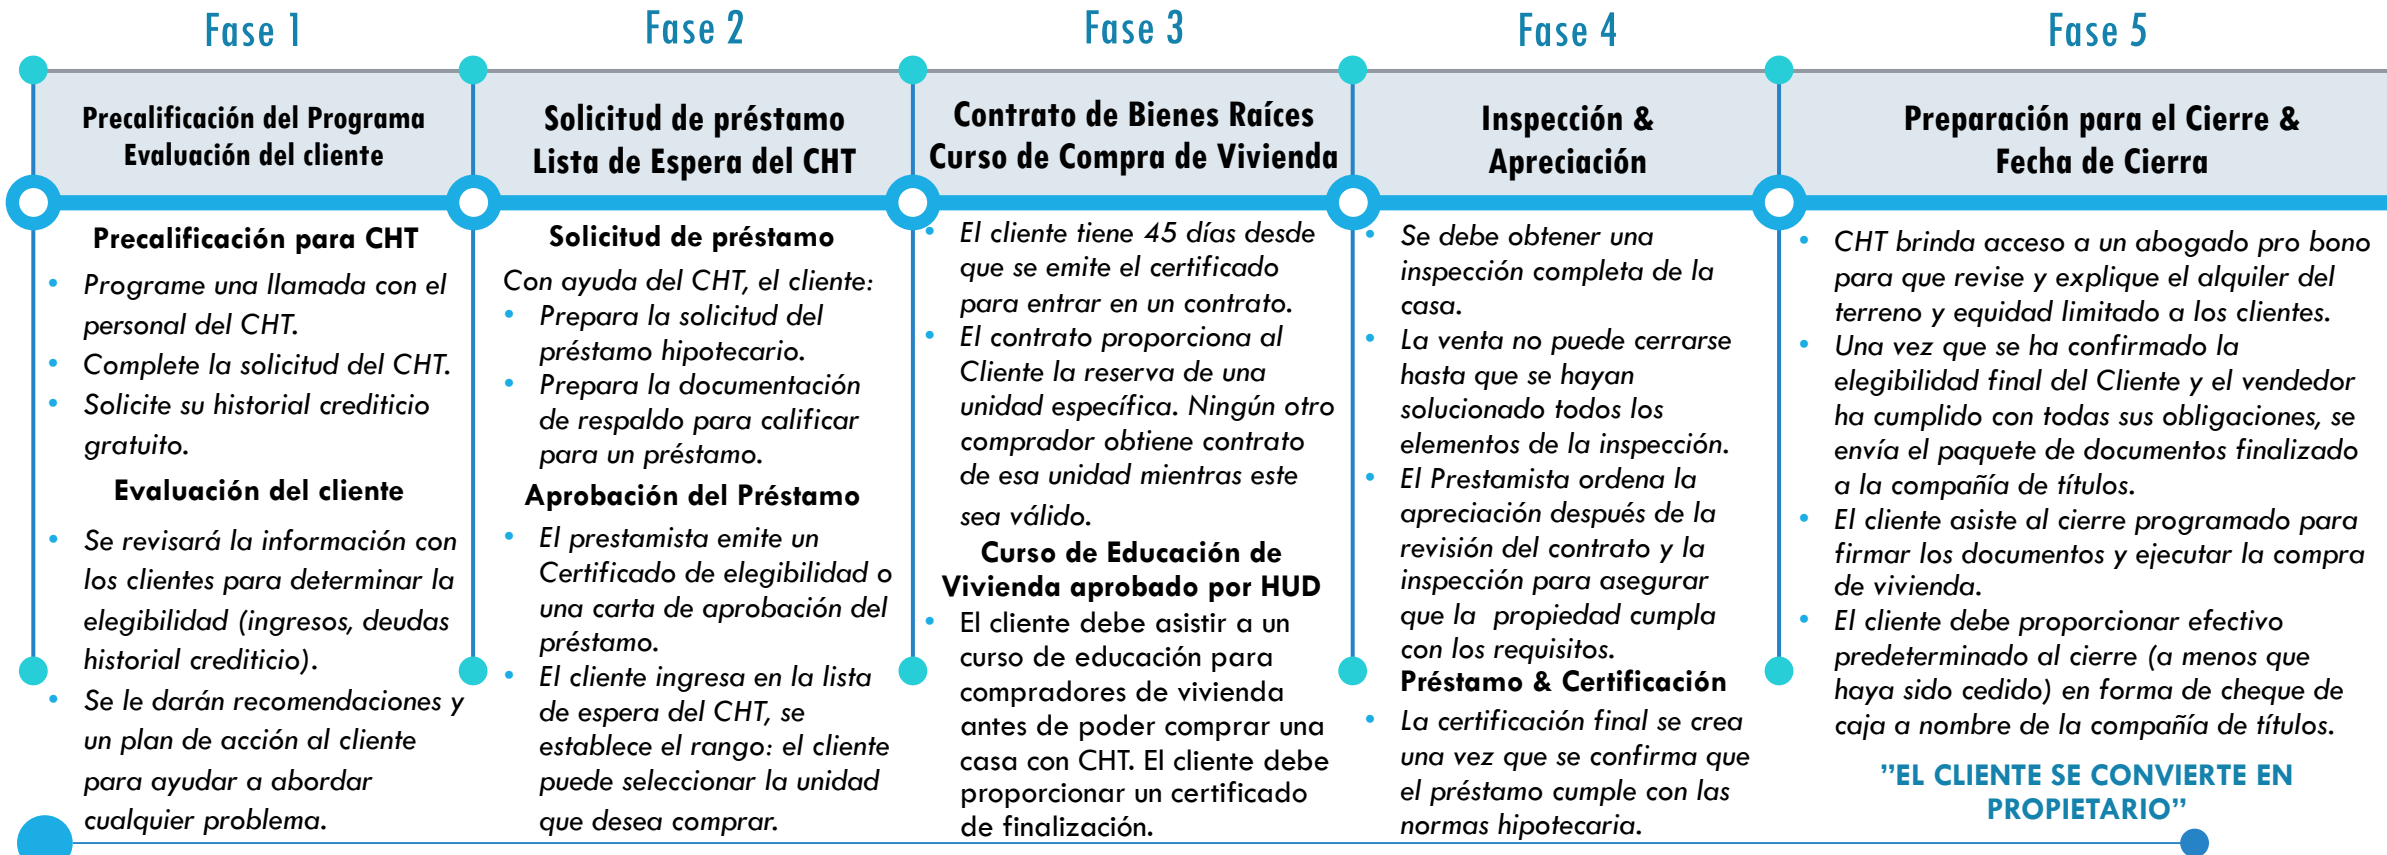 Fase 1
Precalificación del Programa
Evaluación del cliente
Precalificación para CHT
• Programe una llamada con el
personal del CHT.
• Complete la solicitud del CHT.
• Solicite su historial crediticio
gratuito.
Evaluación del cliente
• Se revisará la información con
los clientes para determinar la
elegibilidad (ingresos, deudas
historial crediticio).
• Se le darán recomendaciones y
un plan de acción al cliente
para ayudar a abordar
cualquier problema.
Fase 2
Solicitud de préstamo
Lista de Espera del CHT
Solicitud de préstamo
Con ayuda del CHT, el cliente:
• Prepara la solicitud del
préstamo hipotecario.
• Prepara la documentación
de respaldo para calificar
para un préstamo.
Aprobación del Préstamo
• El prestamista emite un
Certificado de elegibilidad o
una carta de aprobación del
préstamo.
• El cliente ingresa en la lista
de espera del CHT, se
establece el rango: el cliente
puede seleccionar la unidad
que desea comprar.
Fase 3
Contrato de Bienes Raíces
Curso de Compra de Vivienda
• El cliente tiene 45 días desde
que se emite el certificado
para entrar en un contrato.
• El contrato proporciona al
Cliente la reserva de una
unidad específica. Ningún otro
comprador obtiene contrato
de esa unidad mientras este
sea válido.
Curso de Educación de
Vivienda aprobado por HUD
• El cliente debe asistir a un
curso de educación para
compradores de vivienda
antes de poder comprar una
casa con CHT. El cliente debe
proporcionar un certificado
de finalización.
Fase 4
Inspección &
Apreciación
• Se debe obtener una
inspección completa de la
casa.
• La venta no puede cerrarse
hasta que se hayan
solucionado todos los
elementos de la inspección.
• El Prestamista ordena la
apreciación después de la
revisión del contrato y la
inspección para asegurar
que la propiedad cumpla
con los requisitos.
Préstamo & Certificación
• La certificación final se crea
una vez que se confirma que
el préstamo cumple con las
normas hipotecaria.
Fase 5
Preparación para el Cierre &
Fecha de Cierra
• CHT brinda acceso a un abogado pro bono
para que revise y explique el alquiler del
terreno y equidad limitado a los clientes.
• Una vez que se ha confirmado la
elegibilidad final del Cliente y el vendedor
ha cumplido con todas sus obligaciones, se
envía el paquete de documentos finalizado
a la compañía de títulos.
• El cliente asiste al cierre programado para
firmar los documentos y ejecutar la compra
de vivienda.
• El cliente debe proporcionar efectivo
predeterminado al cierre (a menos que
haya sido cedido) en forma de cheque de
caja a nombre de la compañía de títulos.
”EL CLIENTE SE CONVIERTE EN
PROPIETARIO”